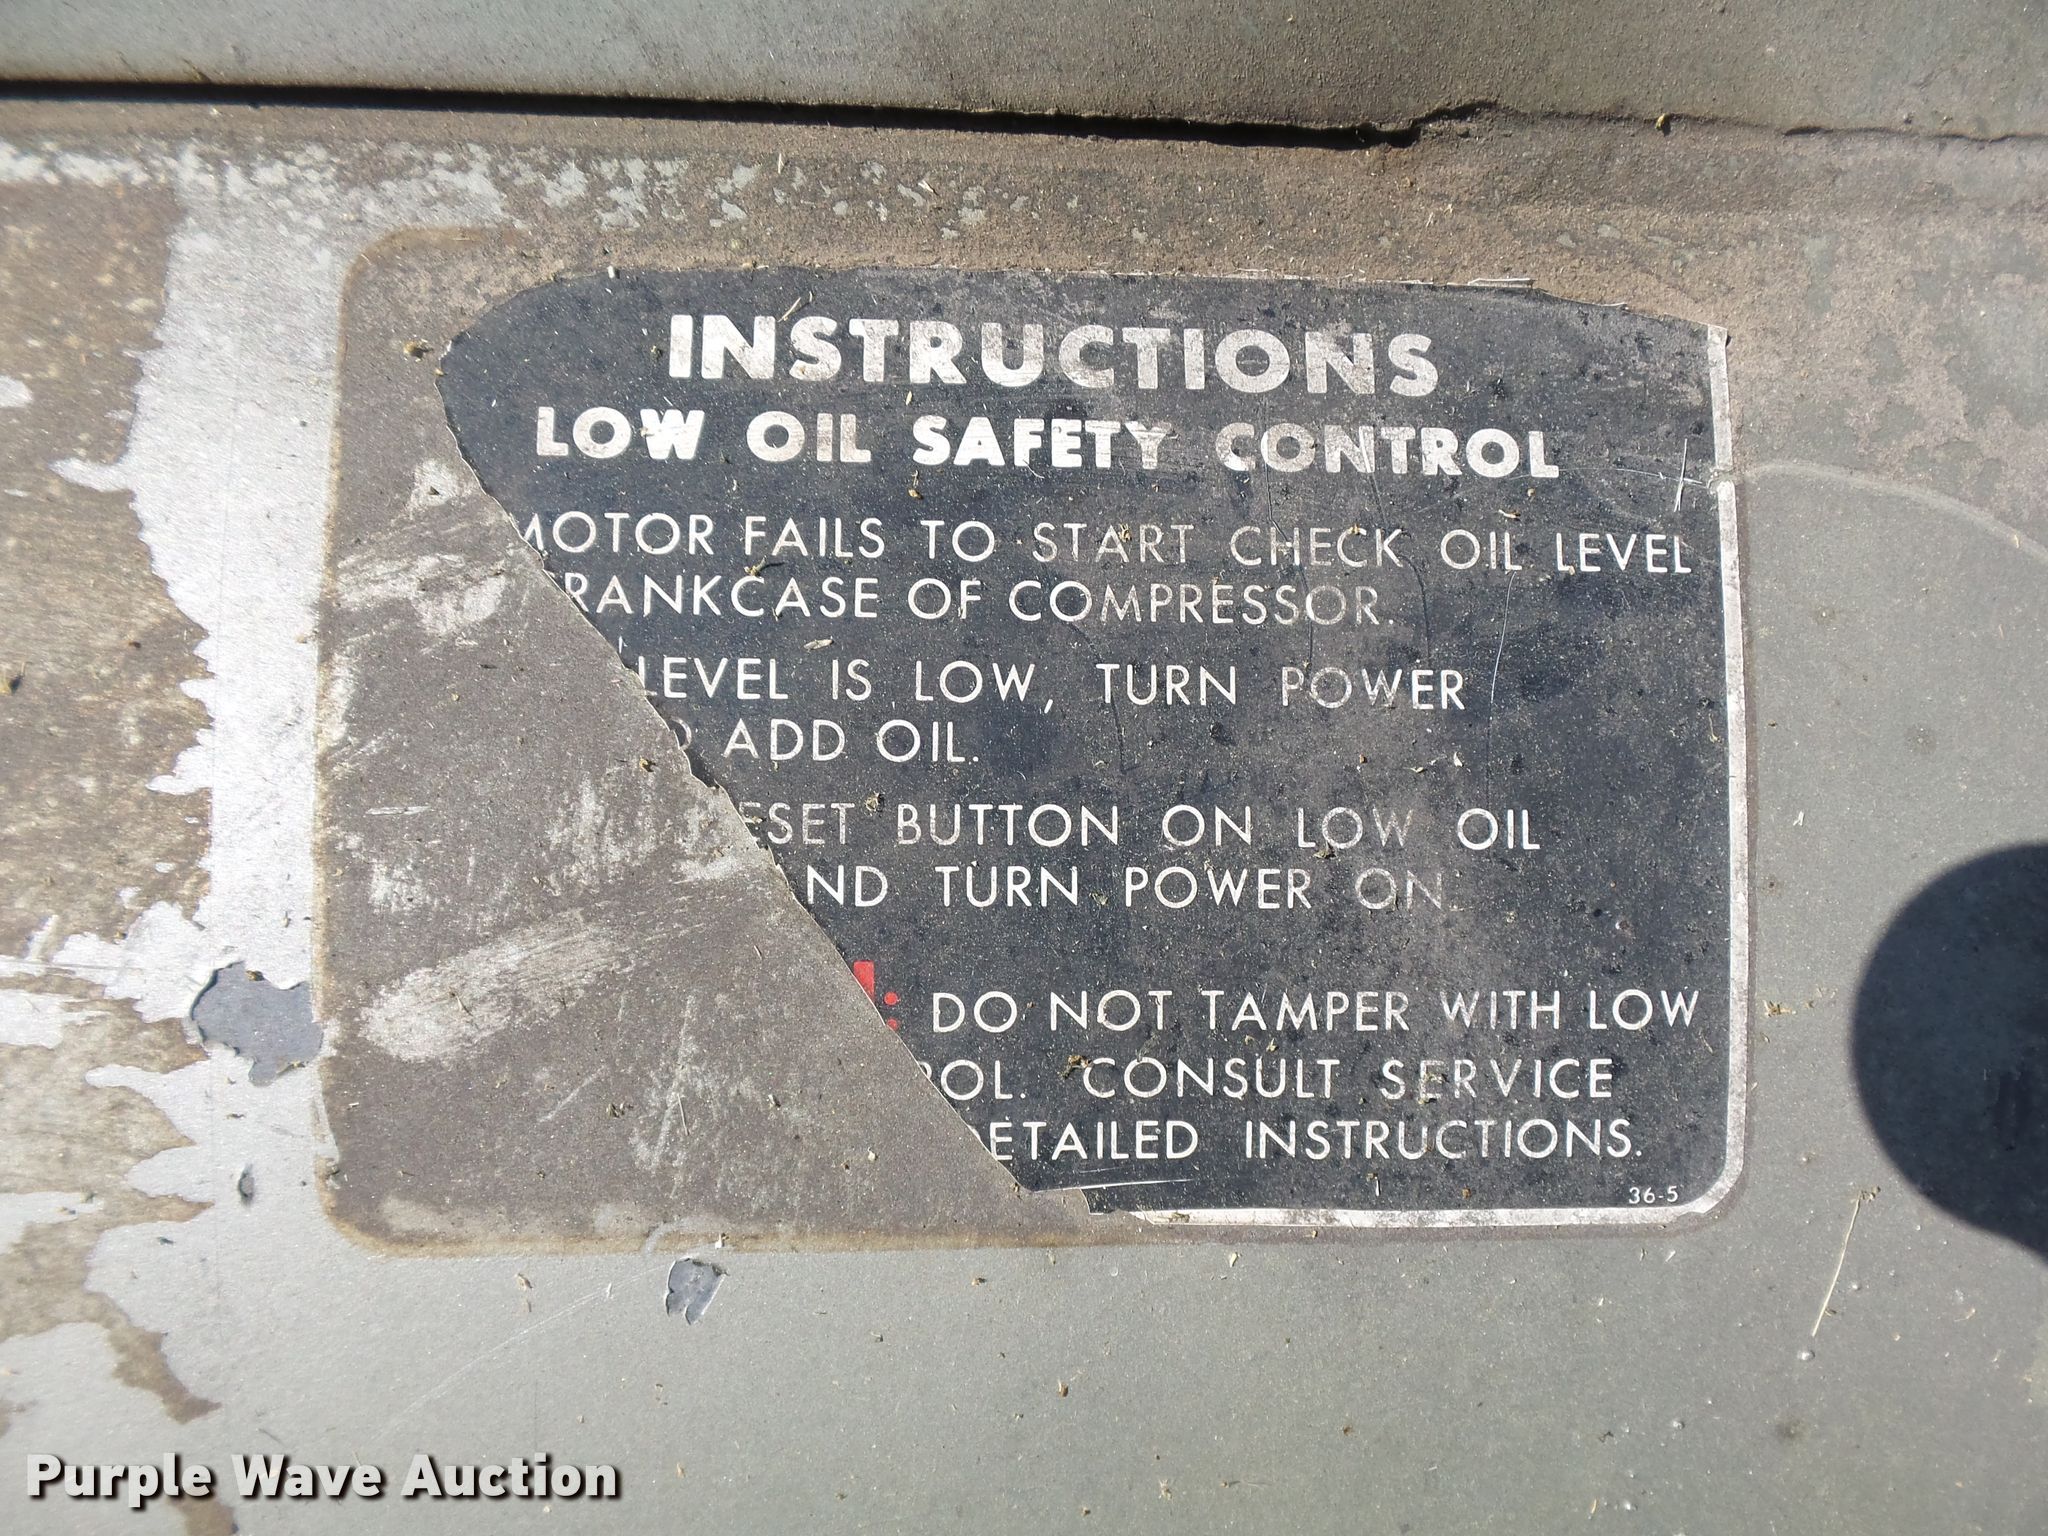 INSTRUCTIONS
LOW OIL SAFETY CONTROL
MOTOR FAILS TO START CHECK OIL LEVEL
RANKCASE OF COMPRESSOR.
LEVEL IS LOW, TURN POWER
ADD OIL.
ESET BUTTON ON LOW OIL
ND TURN POWER ON.
: DO NOT TAMPER WITH LOW
OL. CONSULT SERVICE
ETAILED INSTRUCTIONS.
36-5
Purple Wave Auction